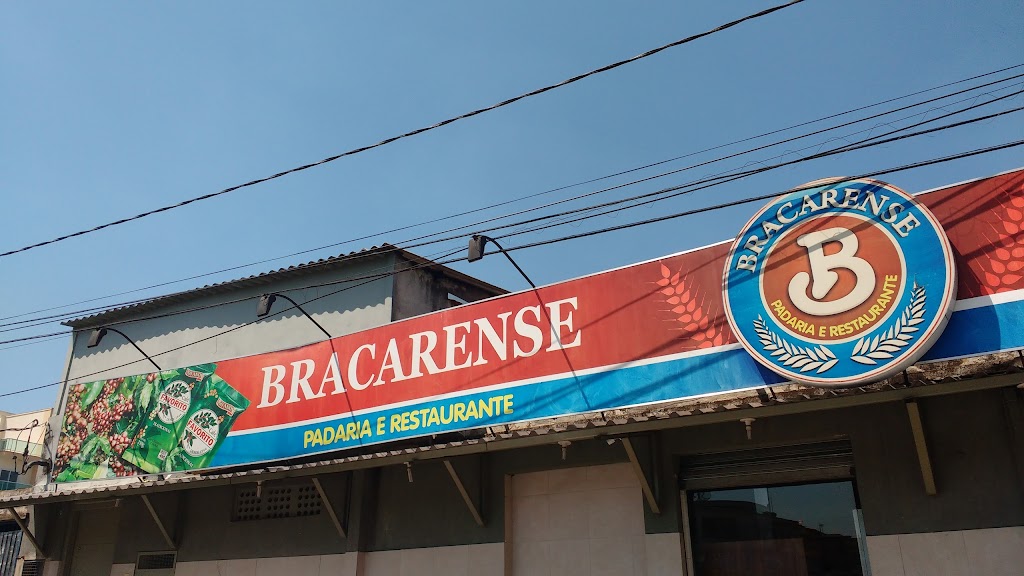 BRACARENSE
PADARIA E RESTAURANTE
FAVORITO
FAVORITO
BRACARENSE
B
PADARIA E RESTAURANTE